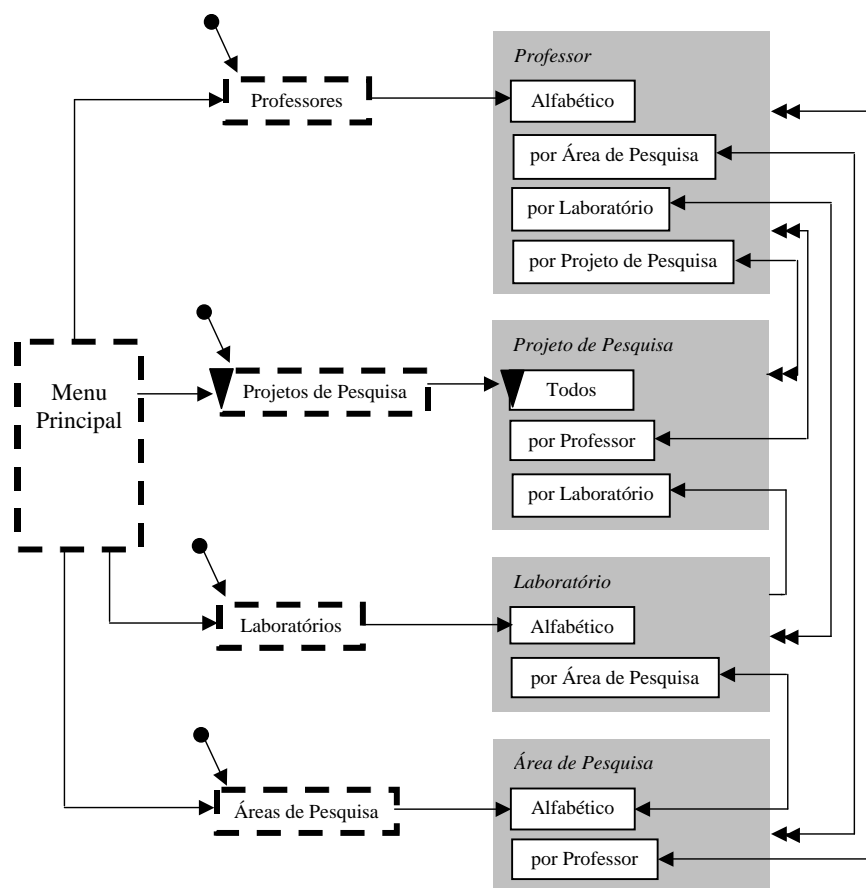 Professor
Professores
Alfabético
por Área de Pesquisa
por Laboratório
por Projeto de Pesquisa
Menu
Principal
Projeto de Pesquisa
Projetos de Pesquisa
Todos
por Professor
por Laboratório
Laboratório
Laboratórios
Alfabético
por Área de Pesquisa
Área de Pesquisa
Áreas de Pesquisa
Alfabético
por Professor